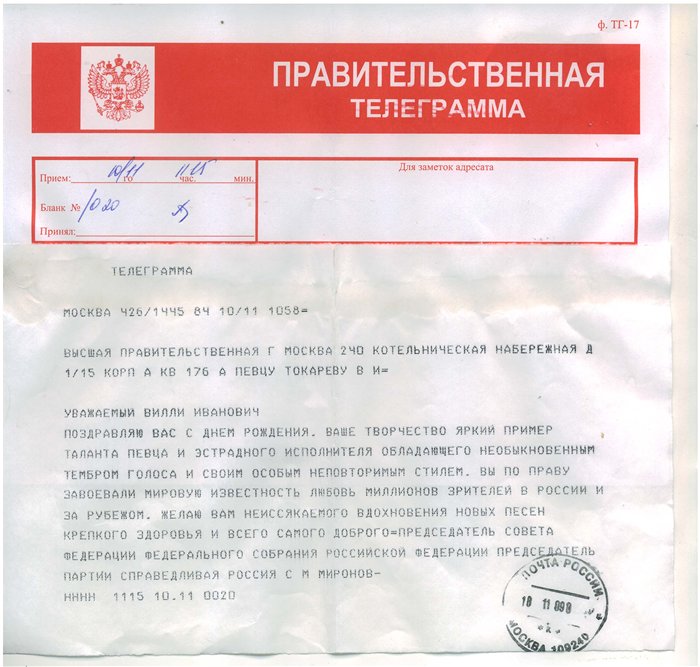 ф. ТГ-17
ПРАВИТЕЛЬСТВЕННАЯ
ТЕЛЕГРАММА
Прием: 10/11 го 11 15 час. мин.
Бланк № 1020
Принял:
Для заметок адресата
ТЕЛЕГРАММА
МОСКВА 426/1445 84 10/11 1058=
ВЫСШАЯ ПРАВИТЕЛЬСТВЕННАЯ Г МОСКВА 240 КОТЕЛЬНИЧЕСКАЯ НАБЕРЕЖНАЯ Д
1/15 КОРП А КВ 176 А ПЕВЦУ ТОКАРЕВУ В И=
УВАЖАЕМЫЙ ВИЛЛИ ИВАНОВИЧ
ПОЗДРАВЛЯЮ ВАС С ДНЕМ РОЖДЕНИЯ. ВАШЕ ТВОРЧЕСТВО ЯРКИЙ ПРИМЕР
ТАЛАНТА ПЕВЦА И ЭСТРАДНОГО ИСПОЛНИТЕЛЯ ОБЛАДАЮЩЕГО НЕОБЫКНОВЕННЫМ
ТЕМБРОМ ГОЛОСА И СВОИМ ОСОБЫМ НЕПОВТОРИМЫМ СТИЛЕМ. ВЫ ПО ПРАВУ
ЗАВОЕВАЛИ МИРОВУЮ ИЗВЕСТНОСТЬ ЛЮБОВЬ МИЛЛИОНОВ ЗРИТЕЛЕЙ В РОССИИ И
ЗА РУБЕЖОМ. ЖЕЛАЮ ВАМ НЕИССЯКАЕМОГО ВДОХНОВЕНИЯ НОВЫХ ПЕСЕН
КРЕПКОГО ЗДОРОВЬЯ И ВСЕГО САМОГО ДОБРОГО=ПРЕДСЕДАТЕЛЬ СОВЕТА
ФЕДЕРАЦИИ ФЕДЕРАЛЬНОГО СОБРАНИЯ РОССИЙСКОЙ ФЕДЕРАЦИИ ПРЕДСЕДАТЕЛЬ
ПАРТИИ СПРАВЕДЛИВАЯ РОССИЯ С М МИРОНОВ-
НННН 1115 10.11 0020
ПОЧТА РОССИИ
МОСКВА 109240